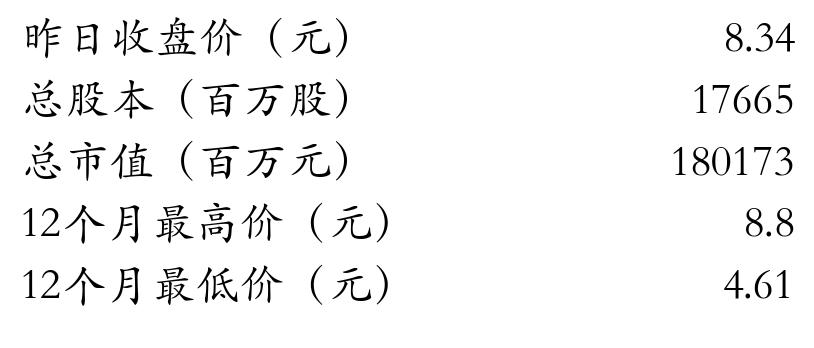 昨日收盘价（元） 8.34
总股本（百万股） 17665
总市值（百万元） 180173
12个月最高价（元） 8.8
12个月最低价（元） 4.61